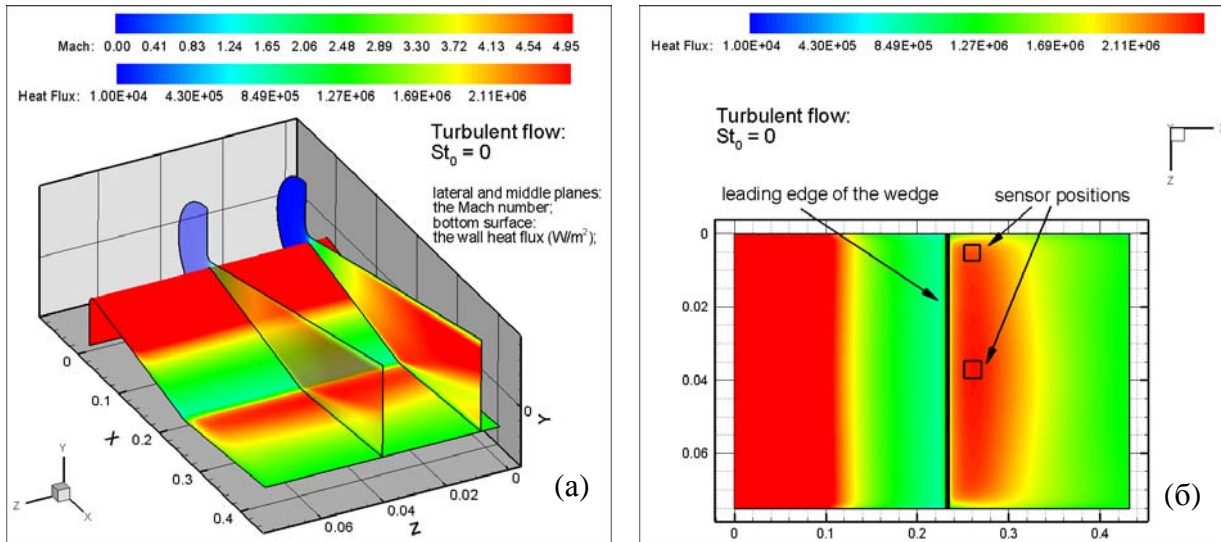 Mach: 0.00 0.41 0.83 1.24 1.65 2.06 2.48 2.89 3.30 3.72 4.13 4.54 4.95
Heat Flux: 1.00E+04 4.30E+05 8.49E+05 1.27E+06 1.69E+06 2.11E+06
Turbulent flow:
St₀ = 0
lateral and middle planes:
the Mach number;
bottom surface:
the wall heat flux (W/m²);
0
0.1
0.2
0.3
0.4
X
0.06
0.04
0.02
0
Z
0
Y
Y
Z
X
(а)
Heat Flux: 1.00E+04 4.30E+05 8.49E+05 1.27E+06 1.69E+06 2.11E+06
Turbulent flow:
St₀ = 0
Z
leading edge of the wedge
sensor positions
0
0.02
0.04
0.06
0 0.1 0.2 0.3 0.4
(б)